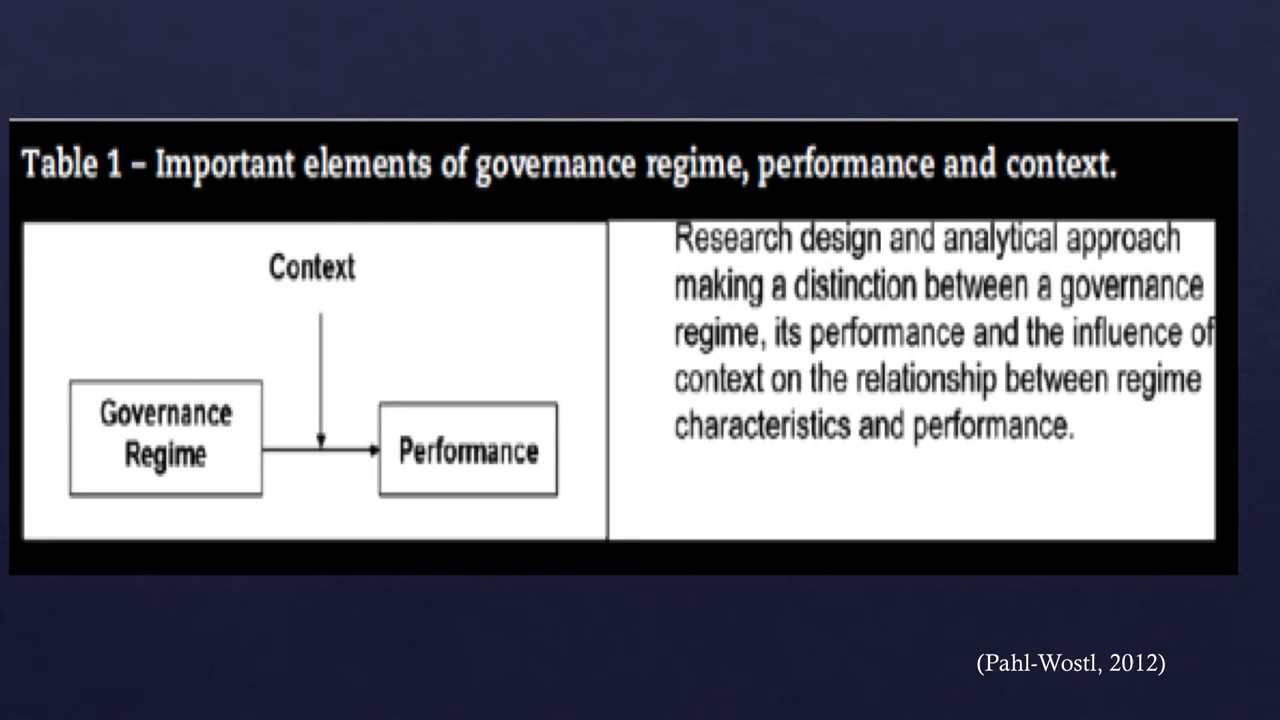 Table 1 – Important elements of governance regime, performance and context.
Context
Governance
Regime
Performance
Research design and analytical approach
making a distinction between a governance
regime, its performance and the influence of
context on the relationship between regime
characteristics and performance.
(Pahl-Wostl, 2012)